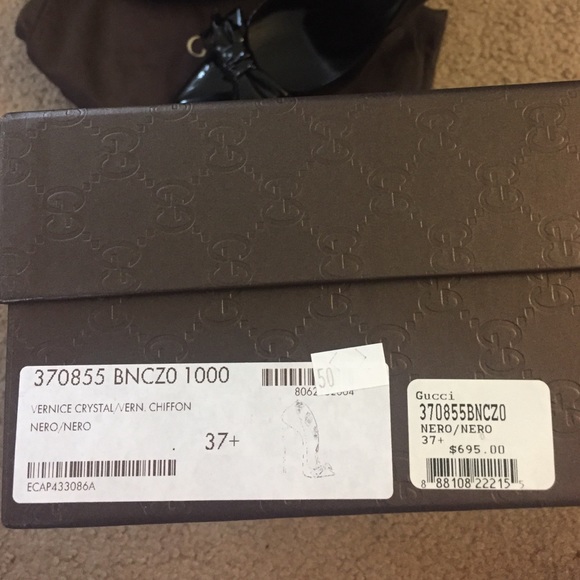 370855 BNCZ0 1000
50
VERNICE CRYSTAL/VERN. CHIFFON
NERO/NERO
37+
ECAP433086A
Gucci
370855BNCZ0
NERO/NERO
37+
$695.00
8 88108 22215 5